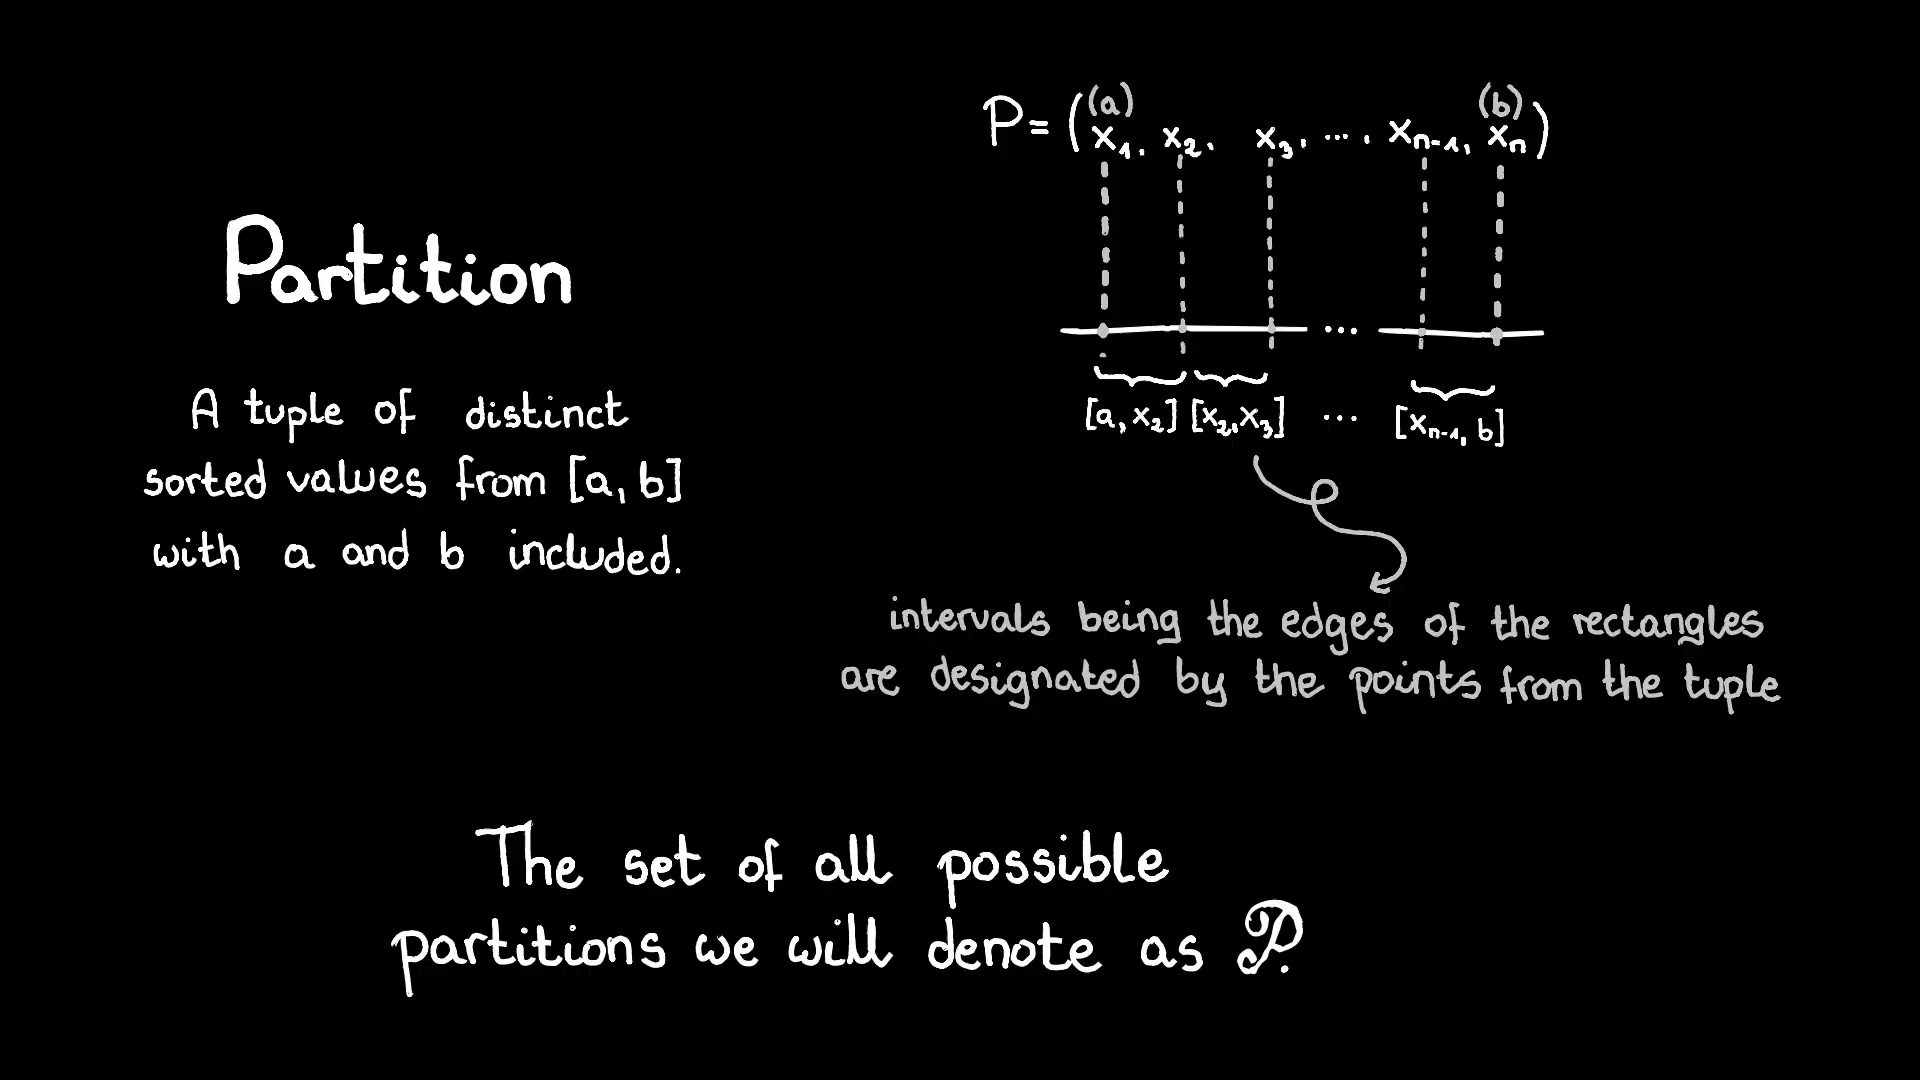 Partition
A tuple of distinct
sorted values from [a, b]
with a and b included.
(a) (b)
P = (x₁, x₂, x₃, ..., xₙ₋₁, xₙ)
...
[a, x₂] [x₂, x₃] ... [xₙ₋₁, b]
intervals being the edges of the rectangles
are designated by the points from the tuple
The set of all possible
partitions we will denote as 𝒫.